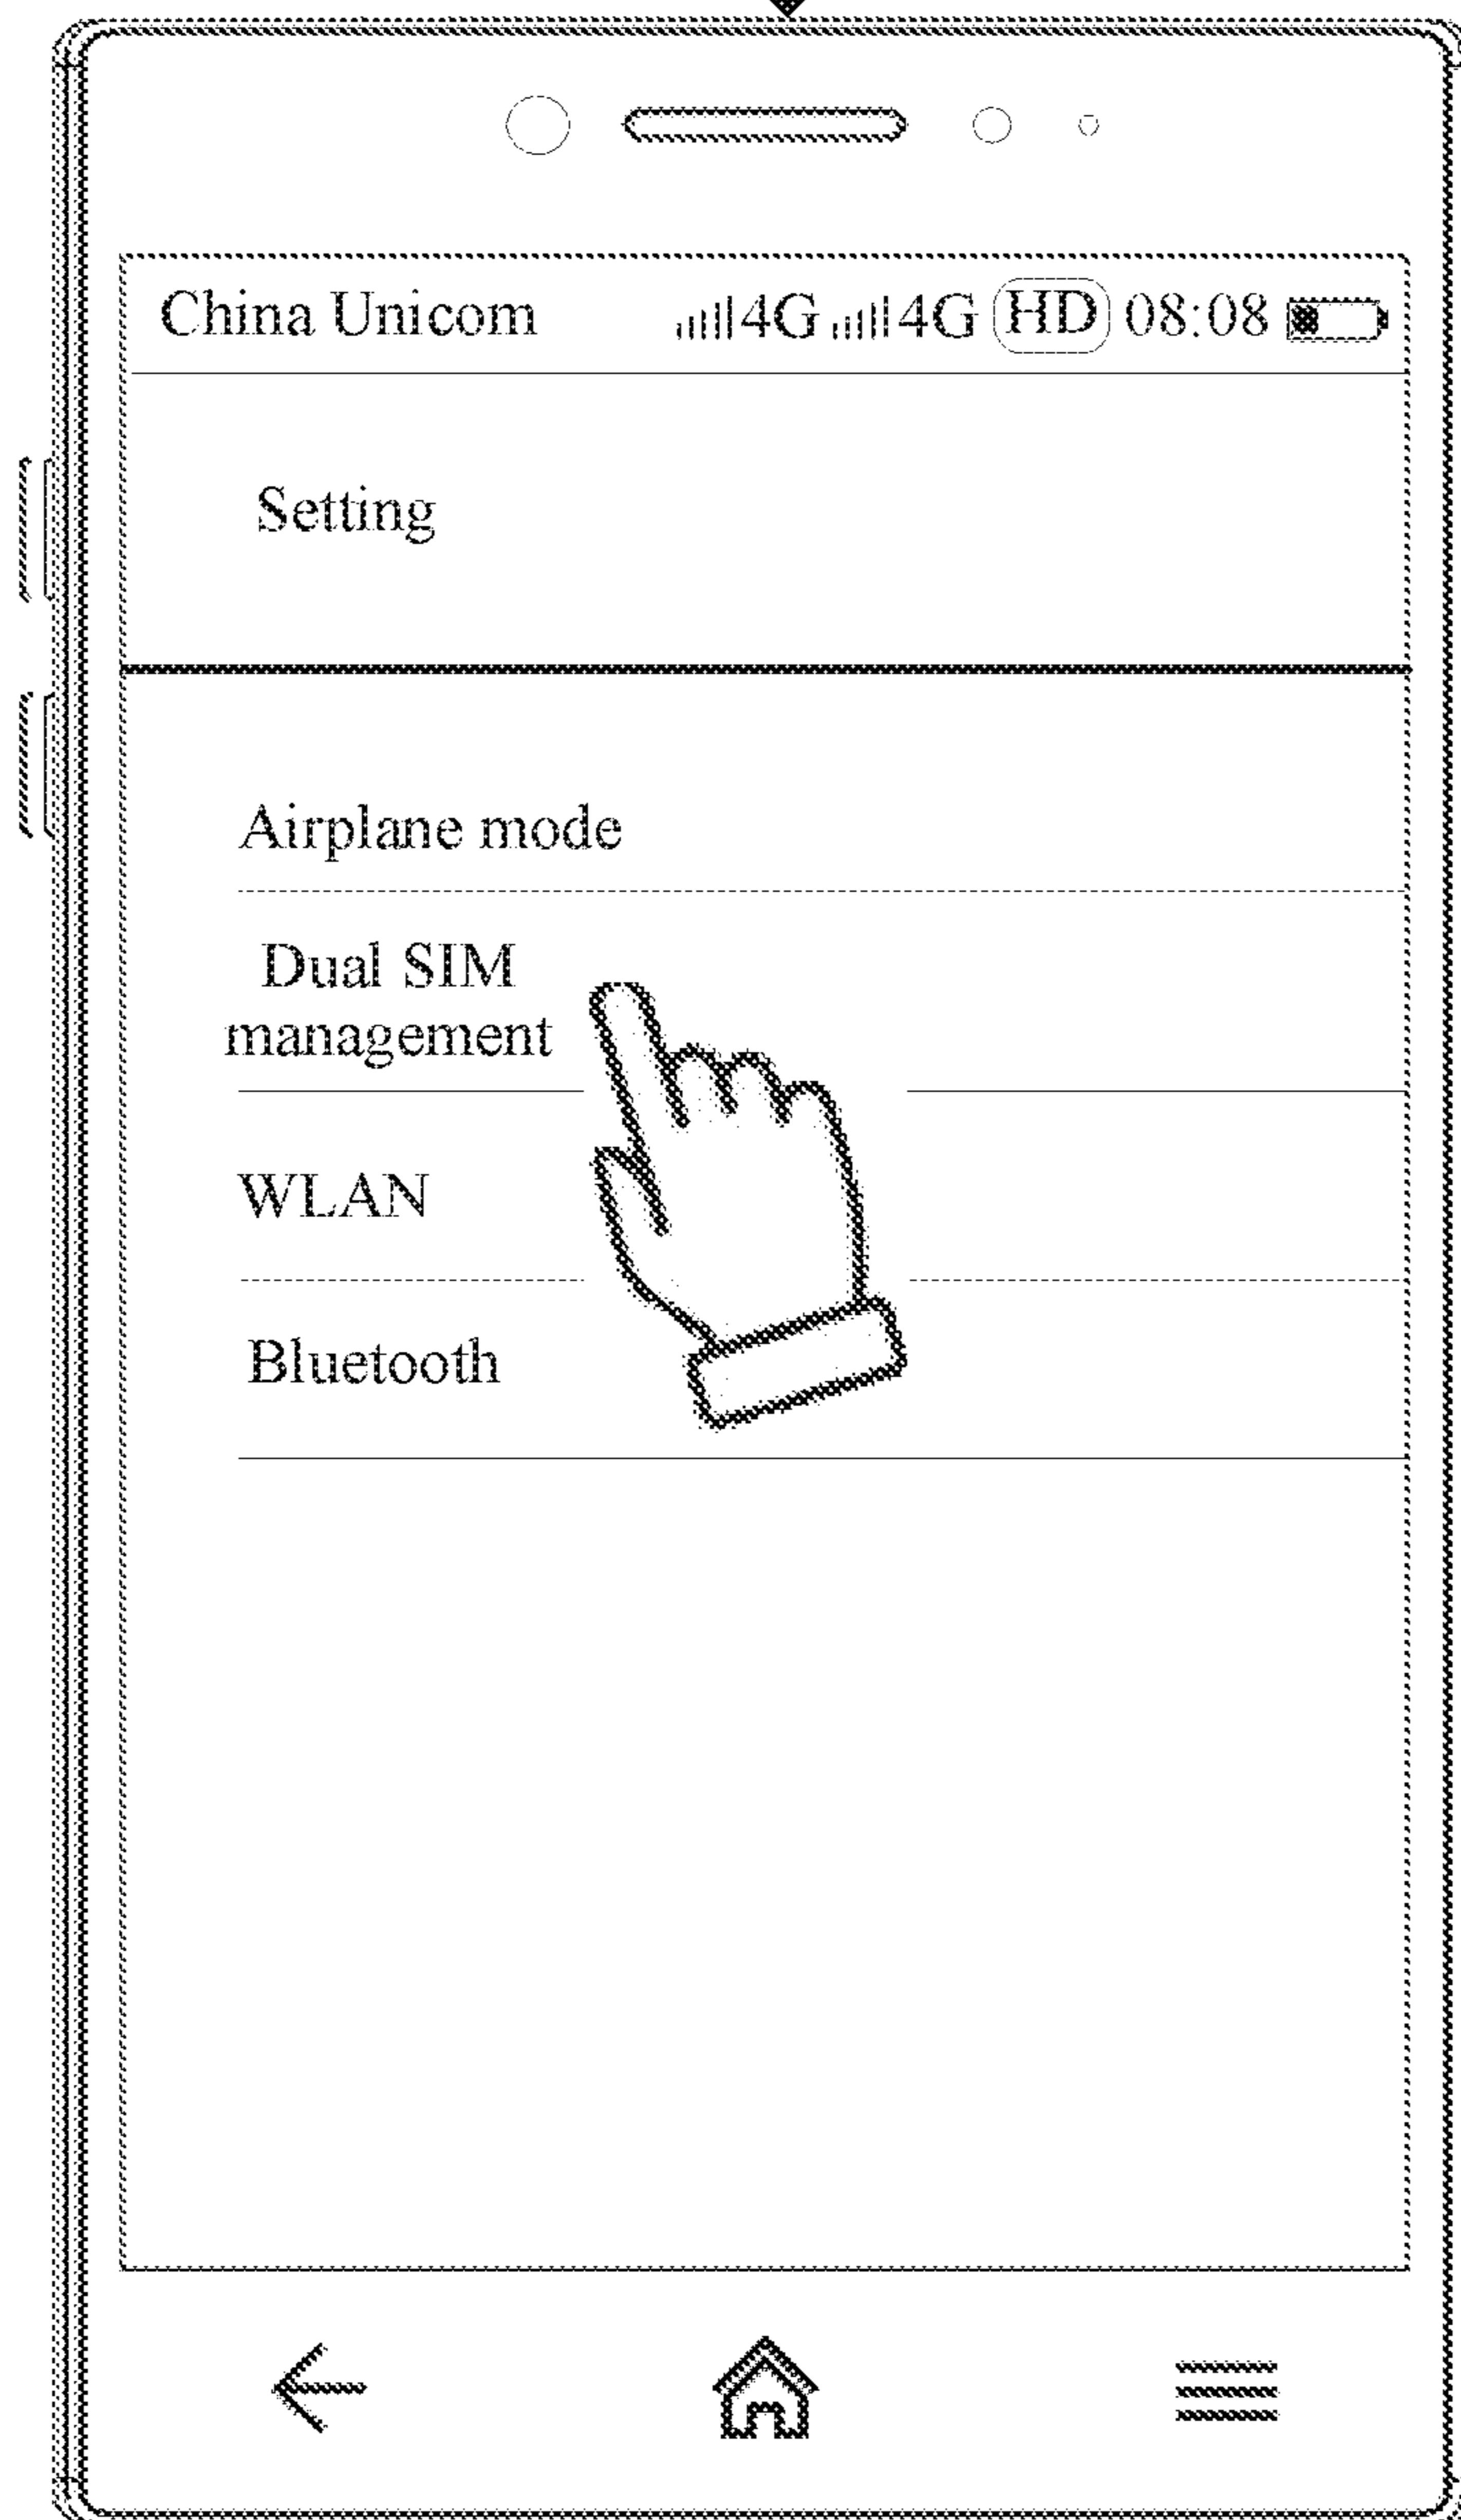 China Unicom 4G 4G HD 08:08
Setting
Airplane mode
Dual SIM
management
WLAN
Bluetooth